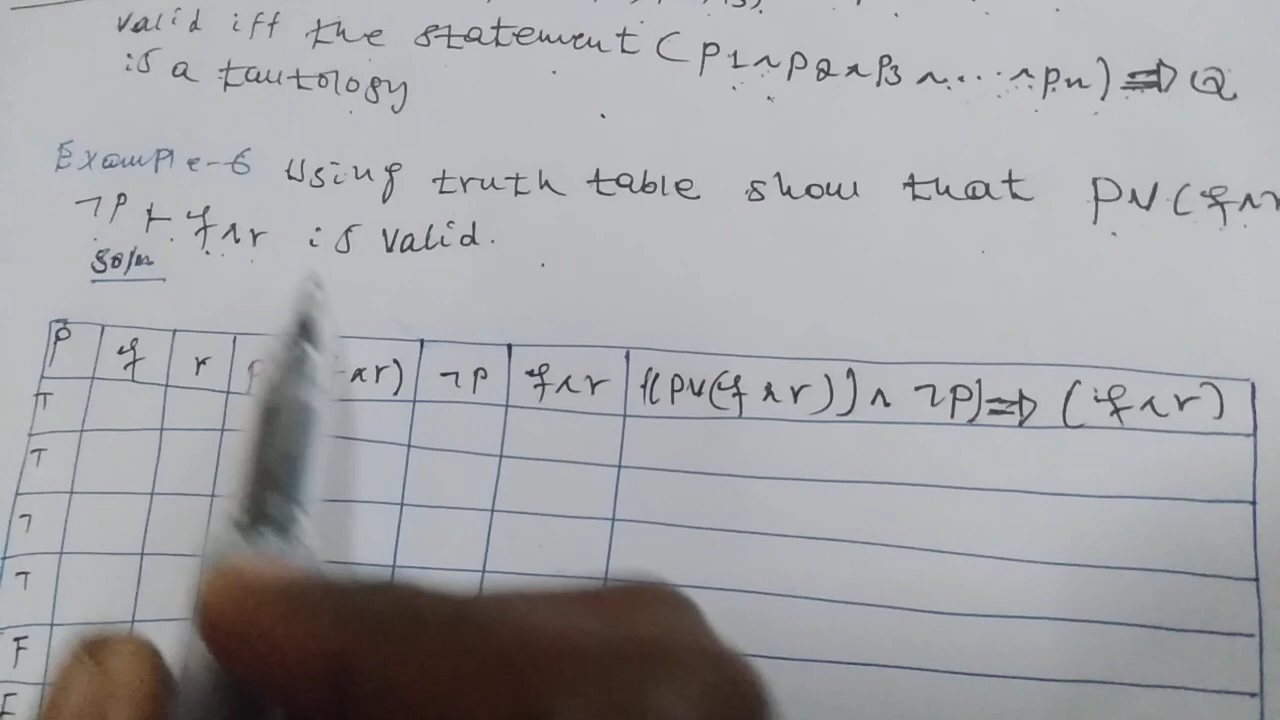 valid iff the statement (P1∧P2∧P3∧...∧Pn) ⇒ Q
is a tautology
Example-6 Using truth table show that P∨(q∧r
¬P ⊢ q∧r is valid.
Soln
P q r ∧r) ¬P q∧r [(P∨(q∧r))∧ ¬P]⇒(q∧r)
T
T
T
T
F
F